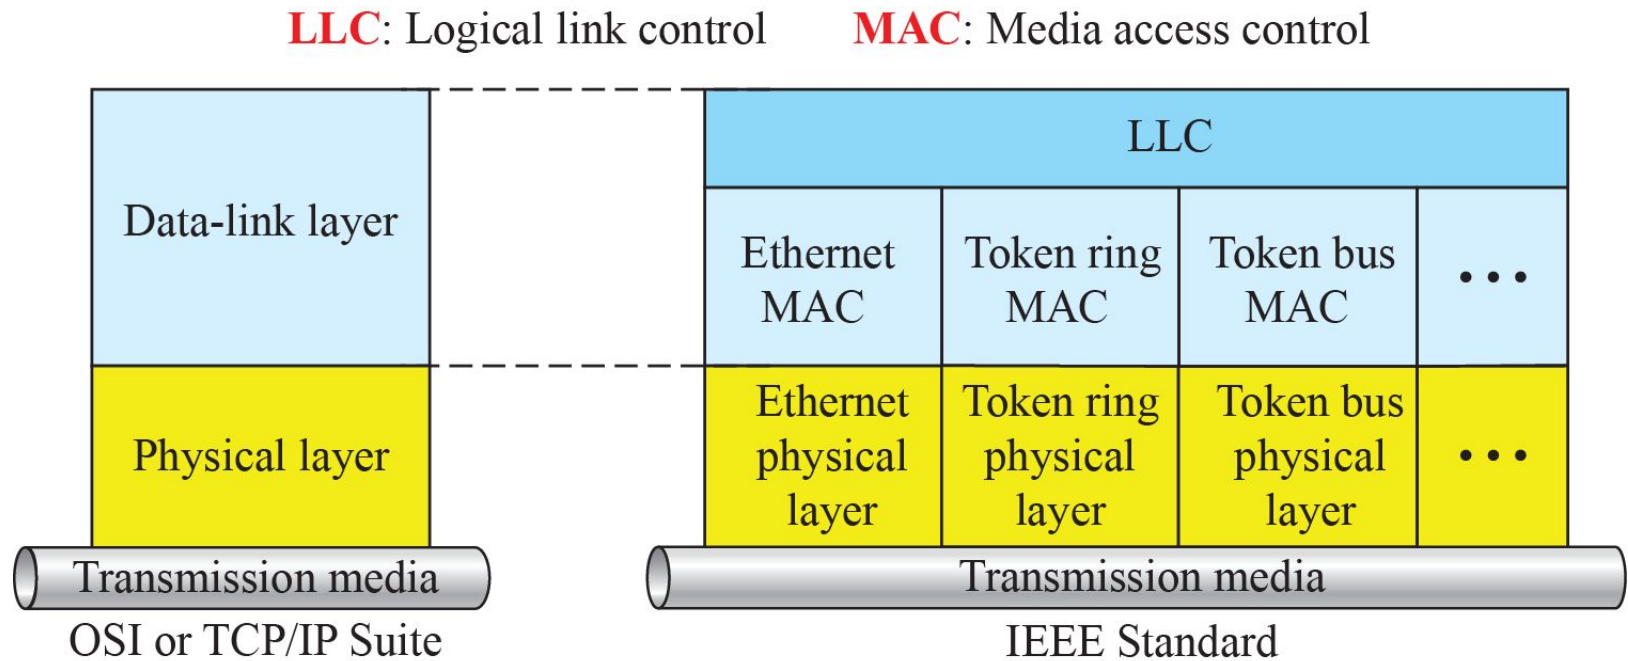 LLC: Logical link control MAC: Media access control
Data-link layer
Physical layer
Transmission media
OSI or TCP/IP Suite
LLC
Ethernet
MAC
Token ring
MAC
Token bus
MAC
...
Ethernet
physical
layer
Token ring
physical
layer
Token bus
physical
layer
...
Transmission media
IEEE Standard